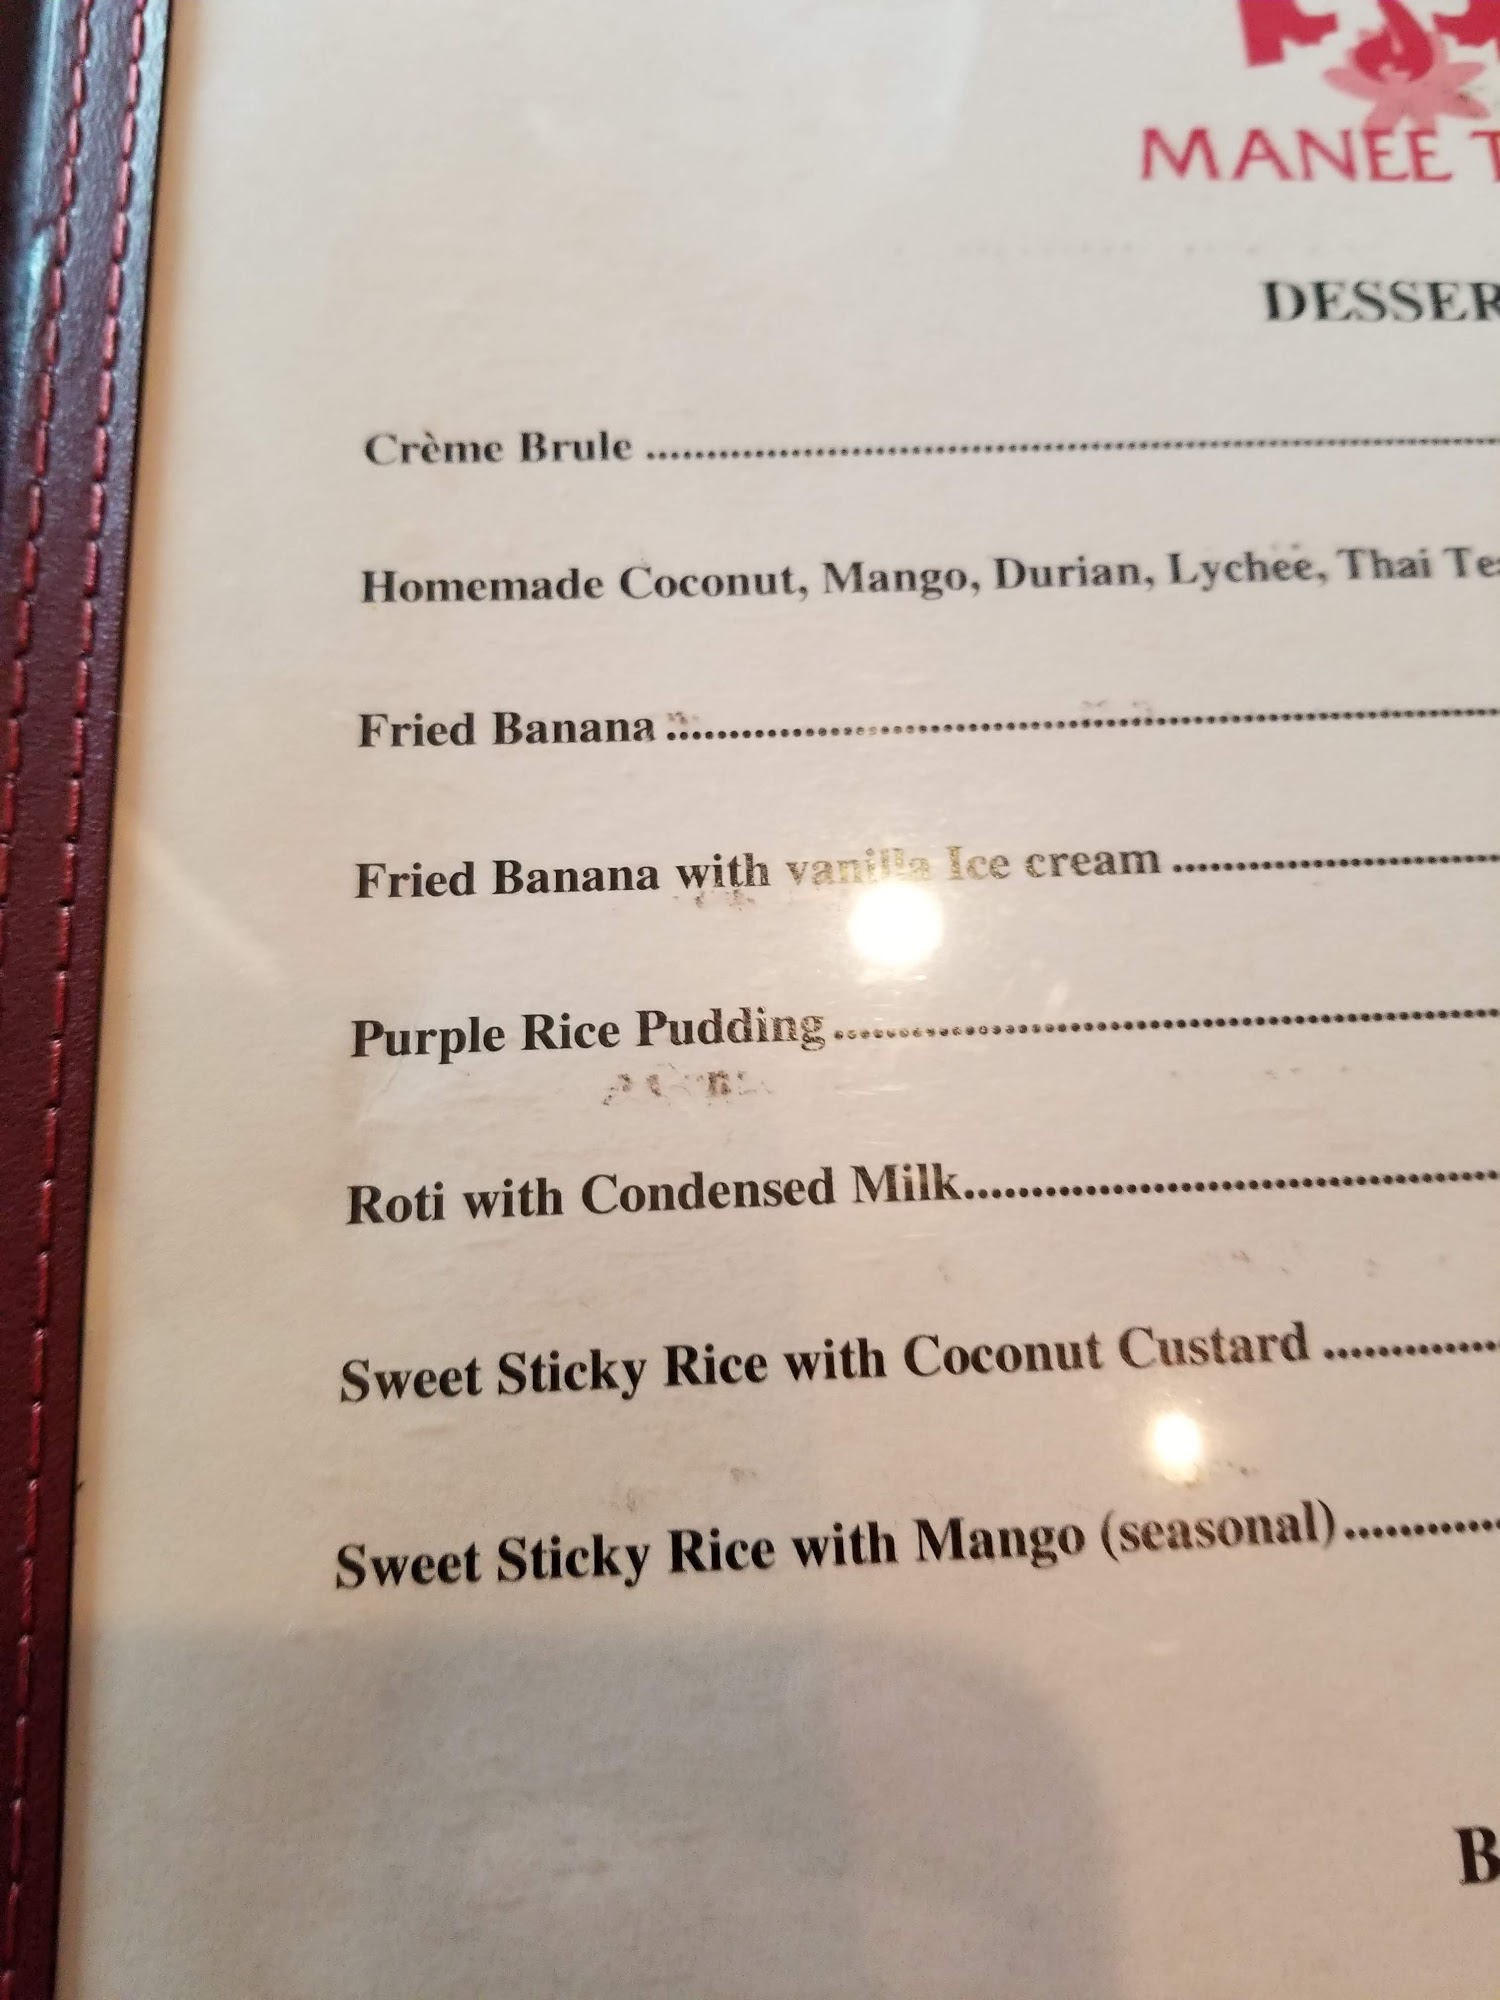 MANEE T
DESSER
Crème Brule ..........................................
Homemade Coconut, Mango, Durian, Lychee, Thai Te
Fried Banana ..........................................
Fried Banana with vanilla Ice cream ....................
Purple Rice Pudding ....................................
Roti with Condensed Milk...............................
Sweet Sticky Rice with Coconut Custard .............
Sweet Sticky Rice with Mango (seasonal)............
B